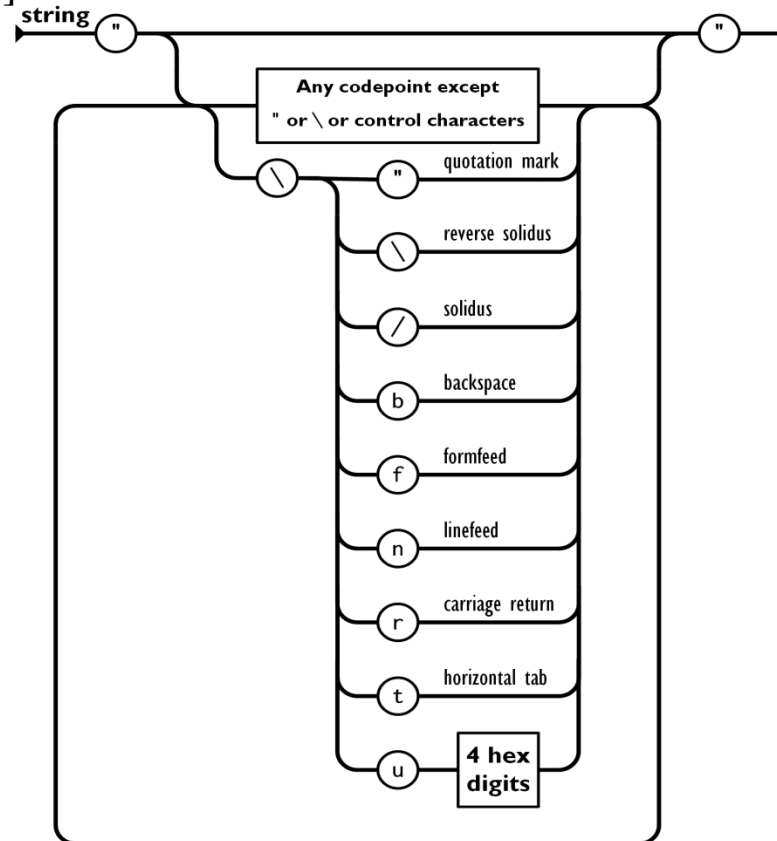 ]
string
" "
Any codepoint except
" or \ or control characters
\ " quotation mark
\ reverse solidus
/ solidus
b backspace
f formfeed
n linefeed
r carriage return
t horizontal tab
u 4 hex
digits